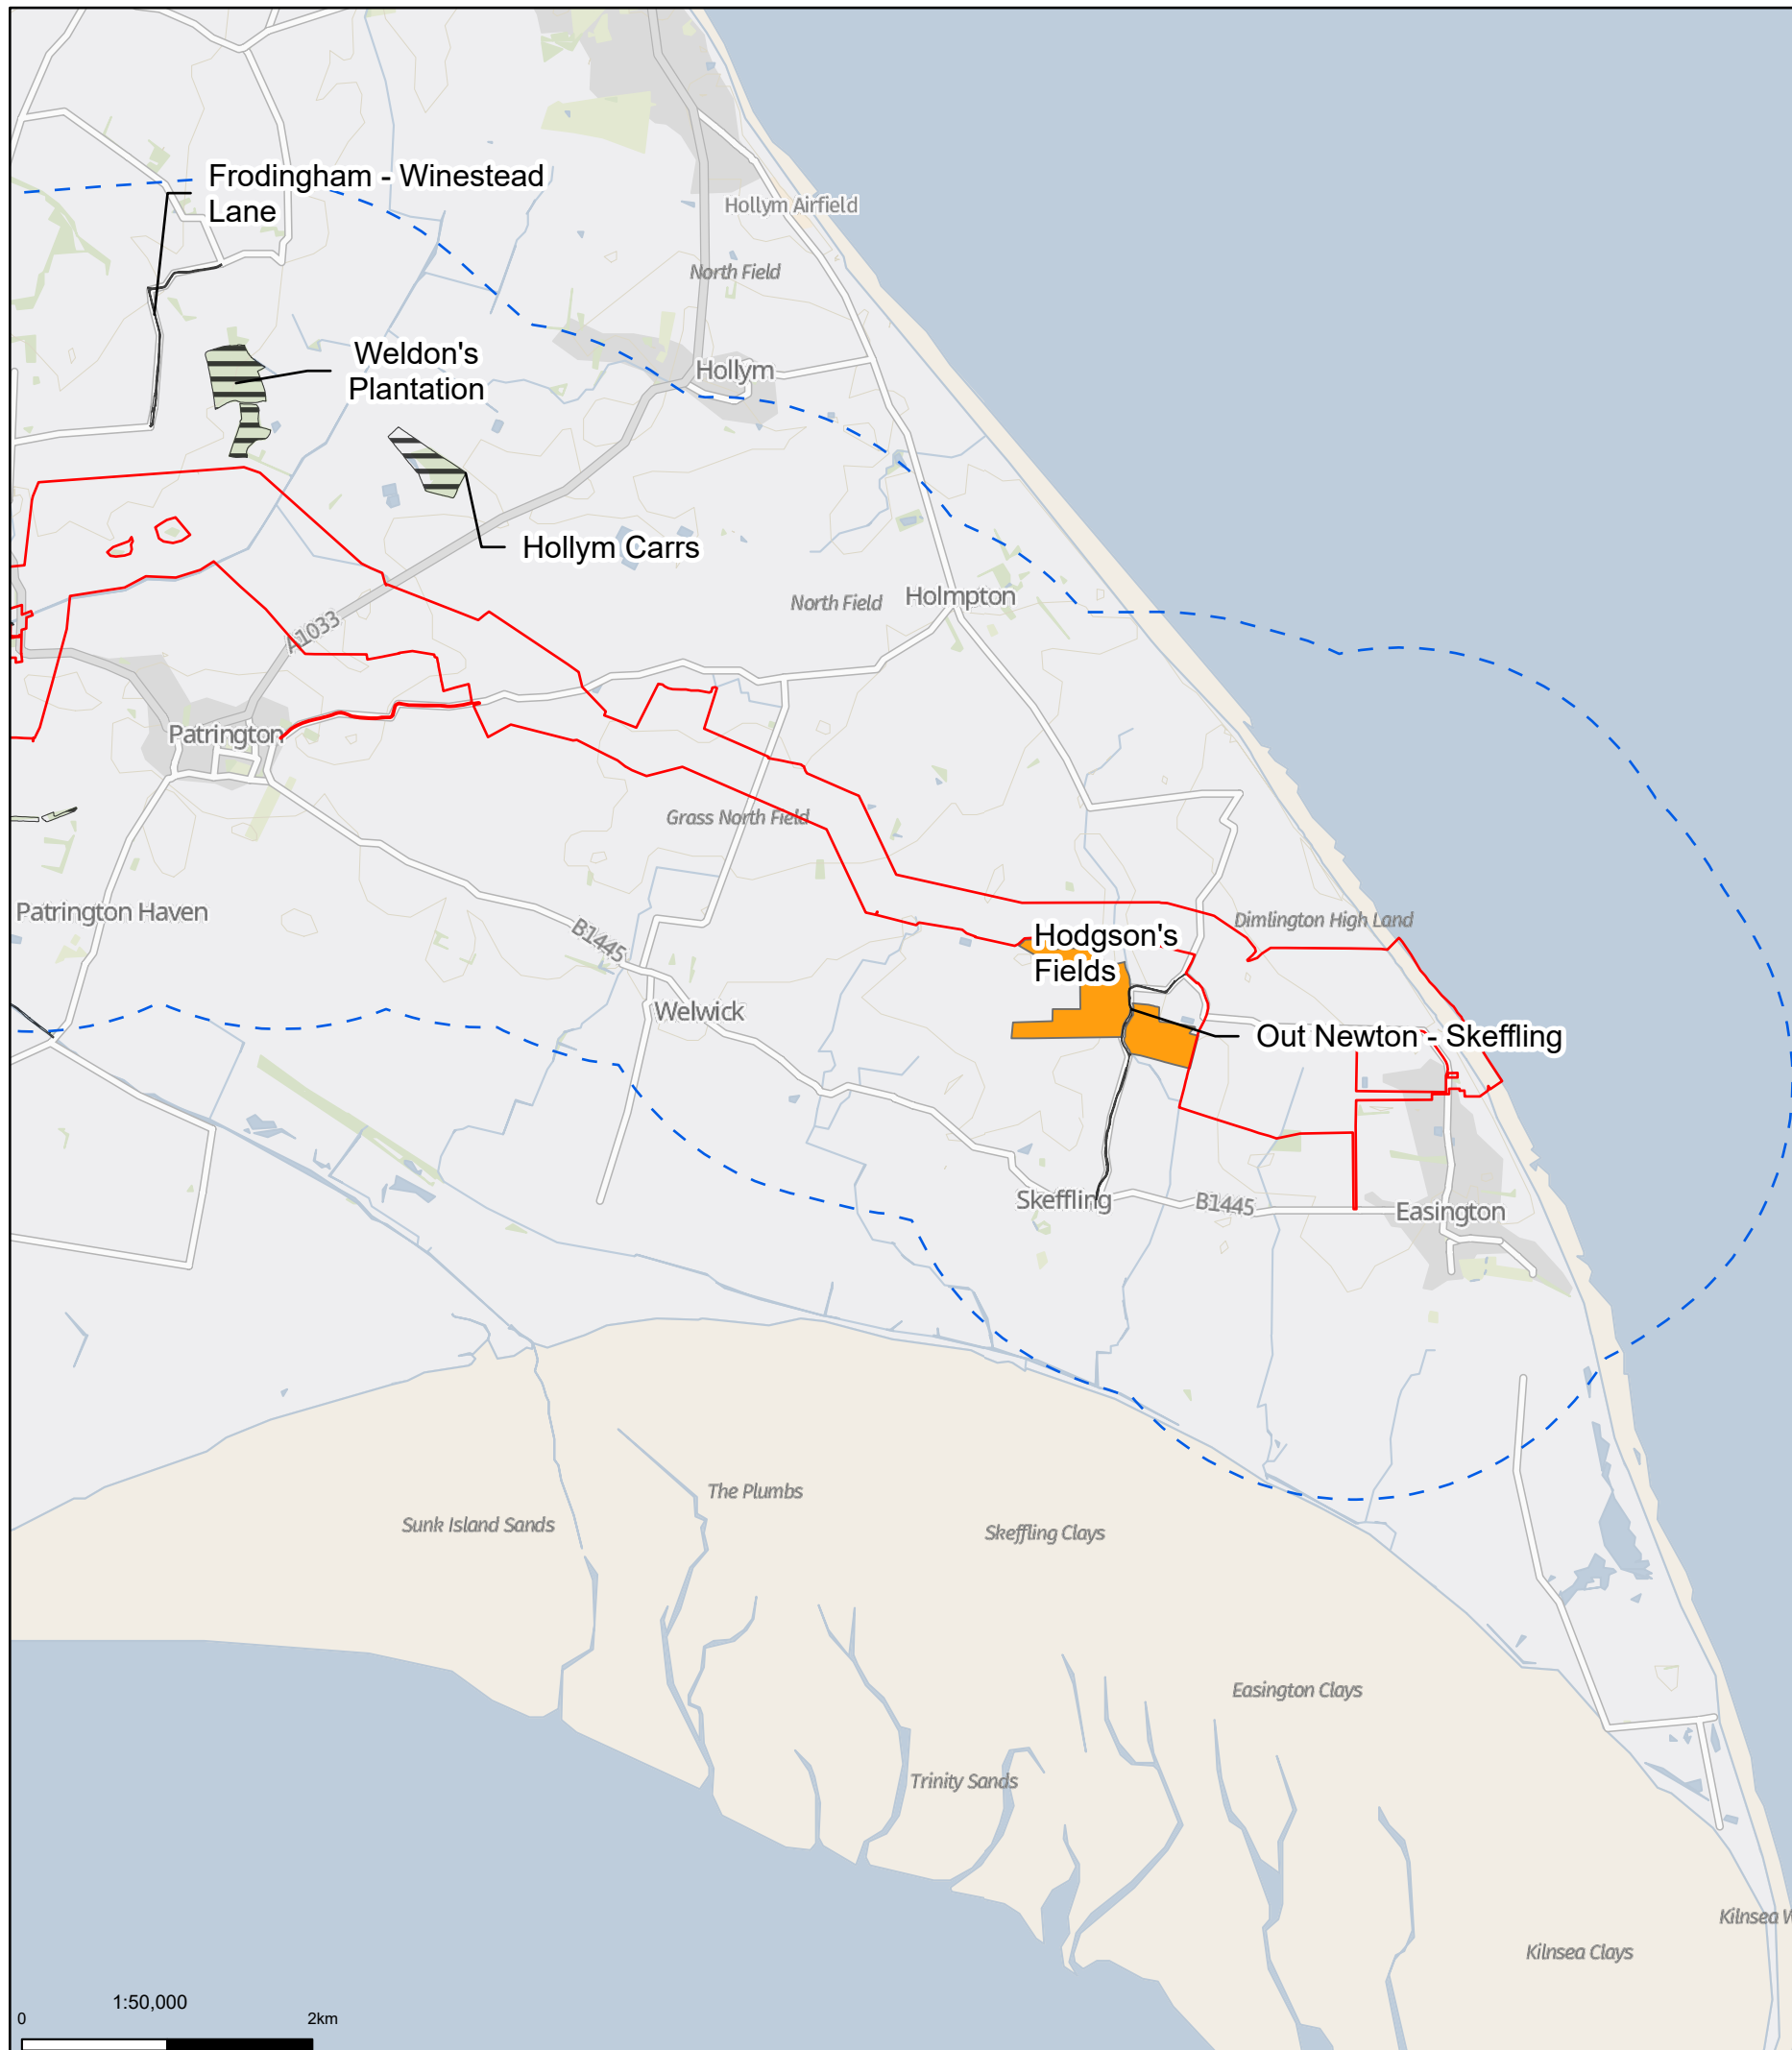 Frodingham - Winestead
Lane
Hollym Airfield
North Field
Weldon's
Plantation
Hollym
Hollym Carrs
North Field
Holmpton
A1033
Patrington
Grass North Field
Patrington Haven
Dimlington High Land
Hodgson's
Fields
B1445
Welwick
Out Newton - Skeffling
Skeffling
B1445
Easington
The Plumbs
Sunk Island Sands
Skeffling Clays
Easington Clays
Trinity Sands
Kilnsea W
Kilnsea Clays
1:50,000
0
2km